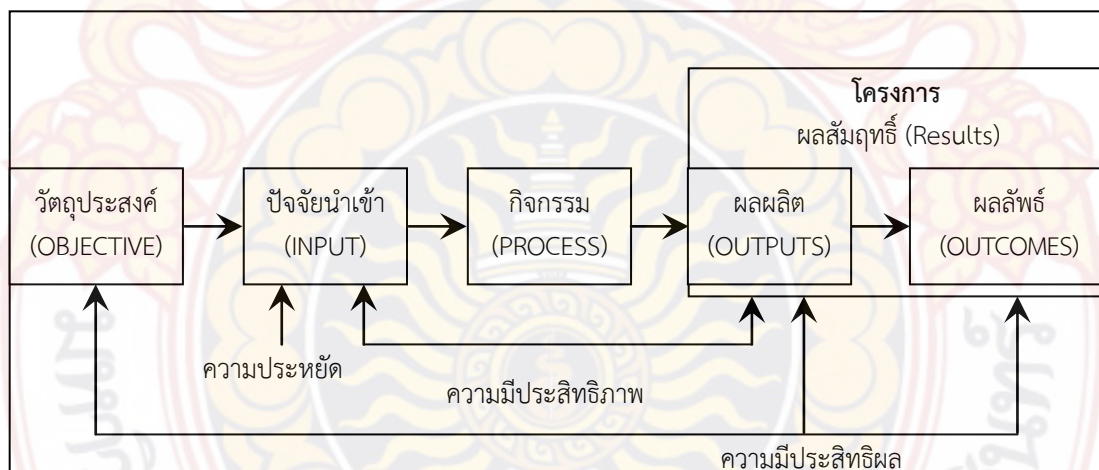 โครงการ
ผลสัมฤทธิ์ (Results)
วัตถุประสงค์
(OBJECTIVE)
ปัจจัยนำเข้า
(INPUT)
กิจกรรม
(PROCESS)
ผลผลิต
(OUTPUTS)
ผลลัพธ์
(OUTCOMES)
ความประหยัด
ความมีประสิทธิภาพ
ความมีประสิทธิผล